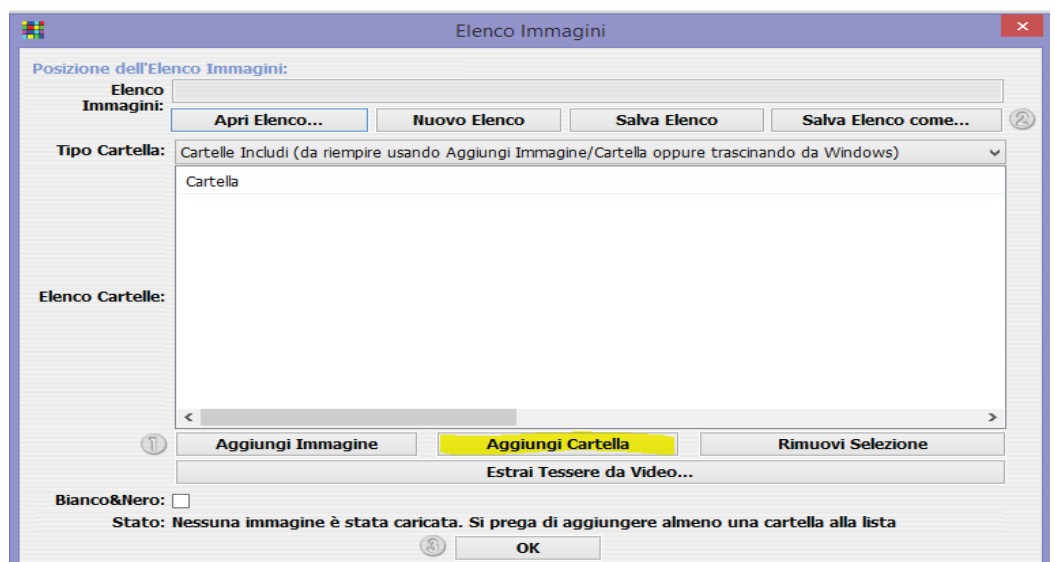 Elenco Immagini
Posizione dell'Elenco Immagini:
Elenco Immagini:
Apri Elenco... Nuovo Elenco Salva Elenco Salva Elenco come... 2
Tipo Cartella: Cartelle Includi (da riempire usando Aggiungi Immagine/Cartella oppure trascinando da Windows)
Cartella
Elenco Cartelle:
1 Aggiungi Immagine Aggiungi Cartella Rimuovi Selezione
Estrai Tessere da Video...
Bianco&Nero:
Stato: Nessuna immagine è stata caricata. Si prega di aggiungere almeno una cartella alla lista
3 OK